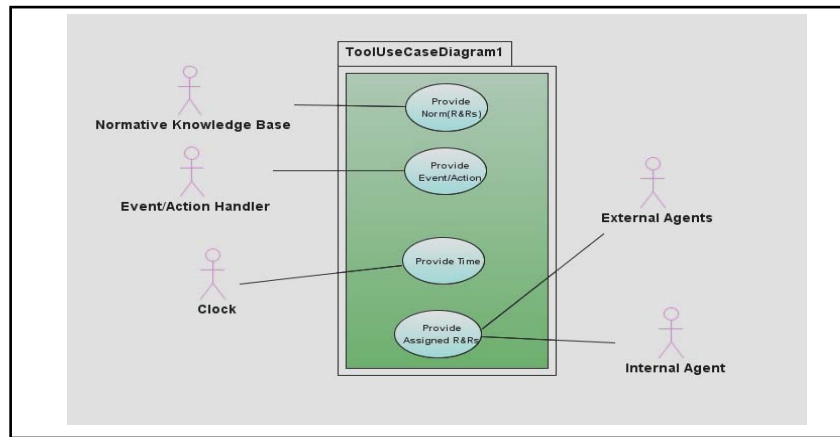 ToolUseCaseDiagram1
Provide
Norm(R&Rs)
Normative Knowledge Base
Provide
Event/Action
Event/Action Handler
External Agents
Provide Time
Clock
Provide
Assigned R&Rs
Internal Agent